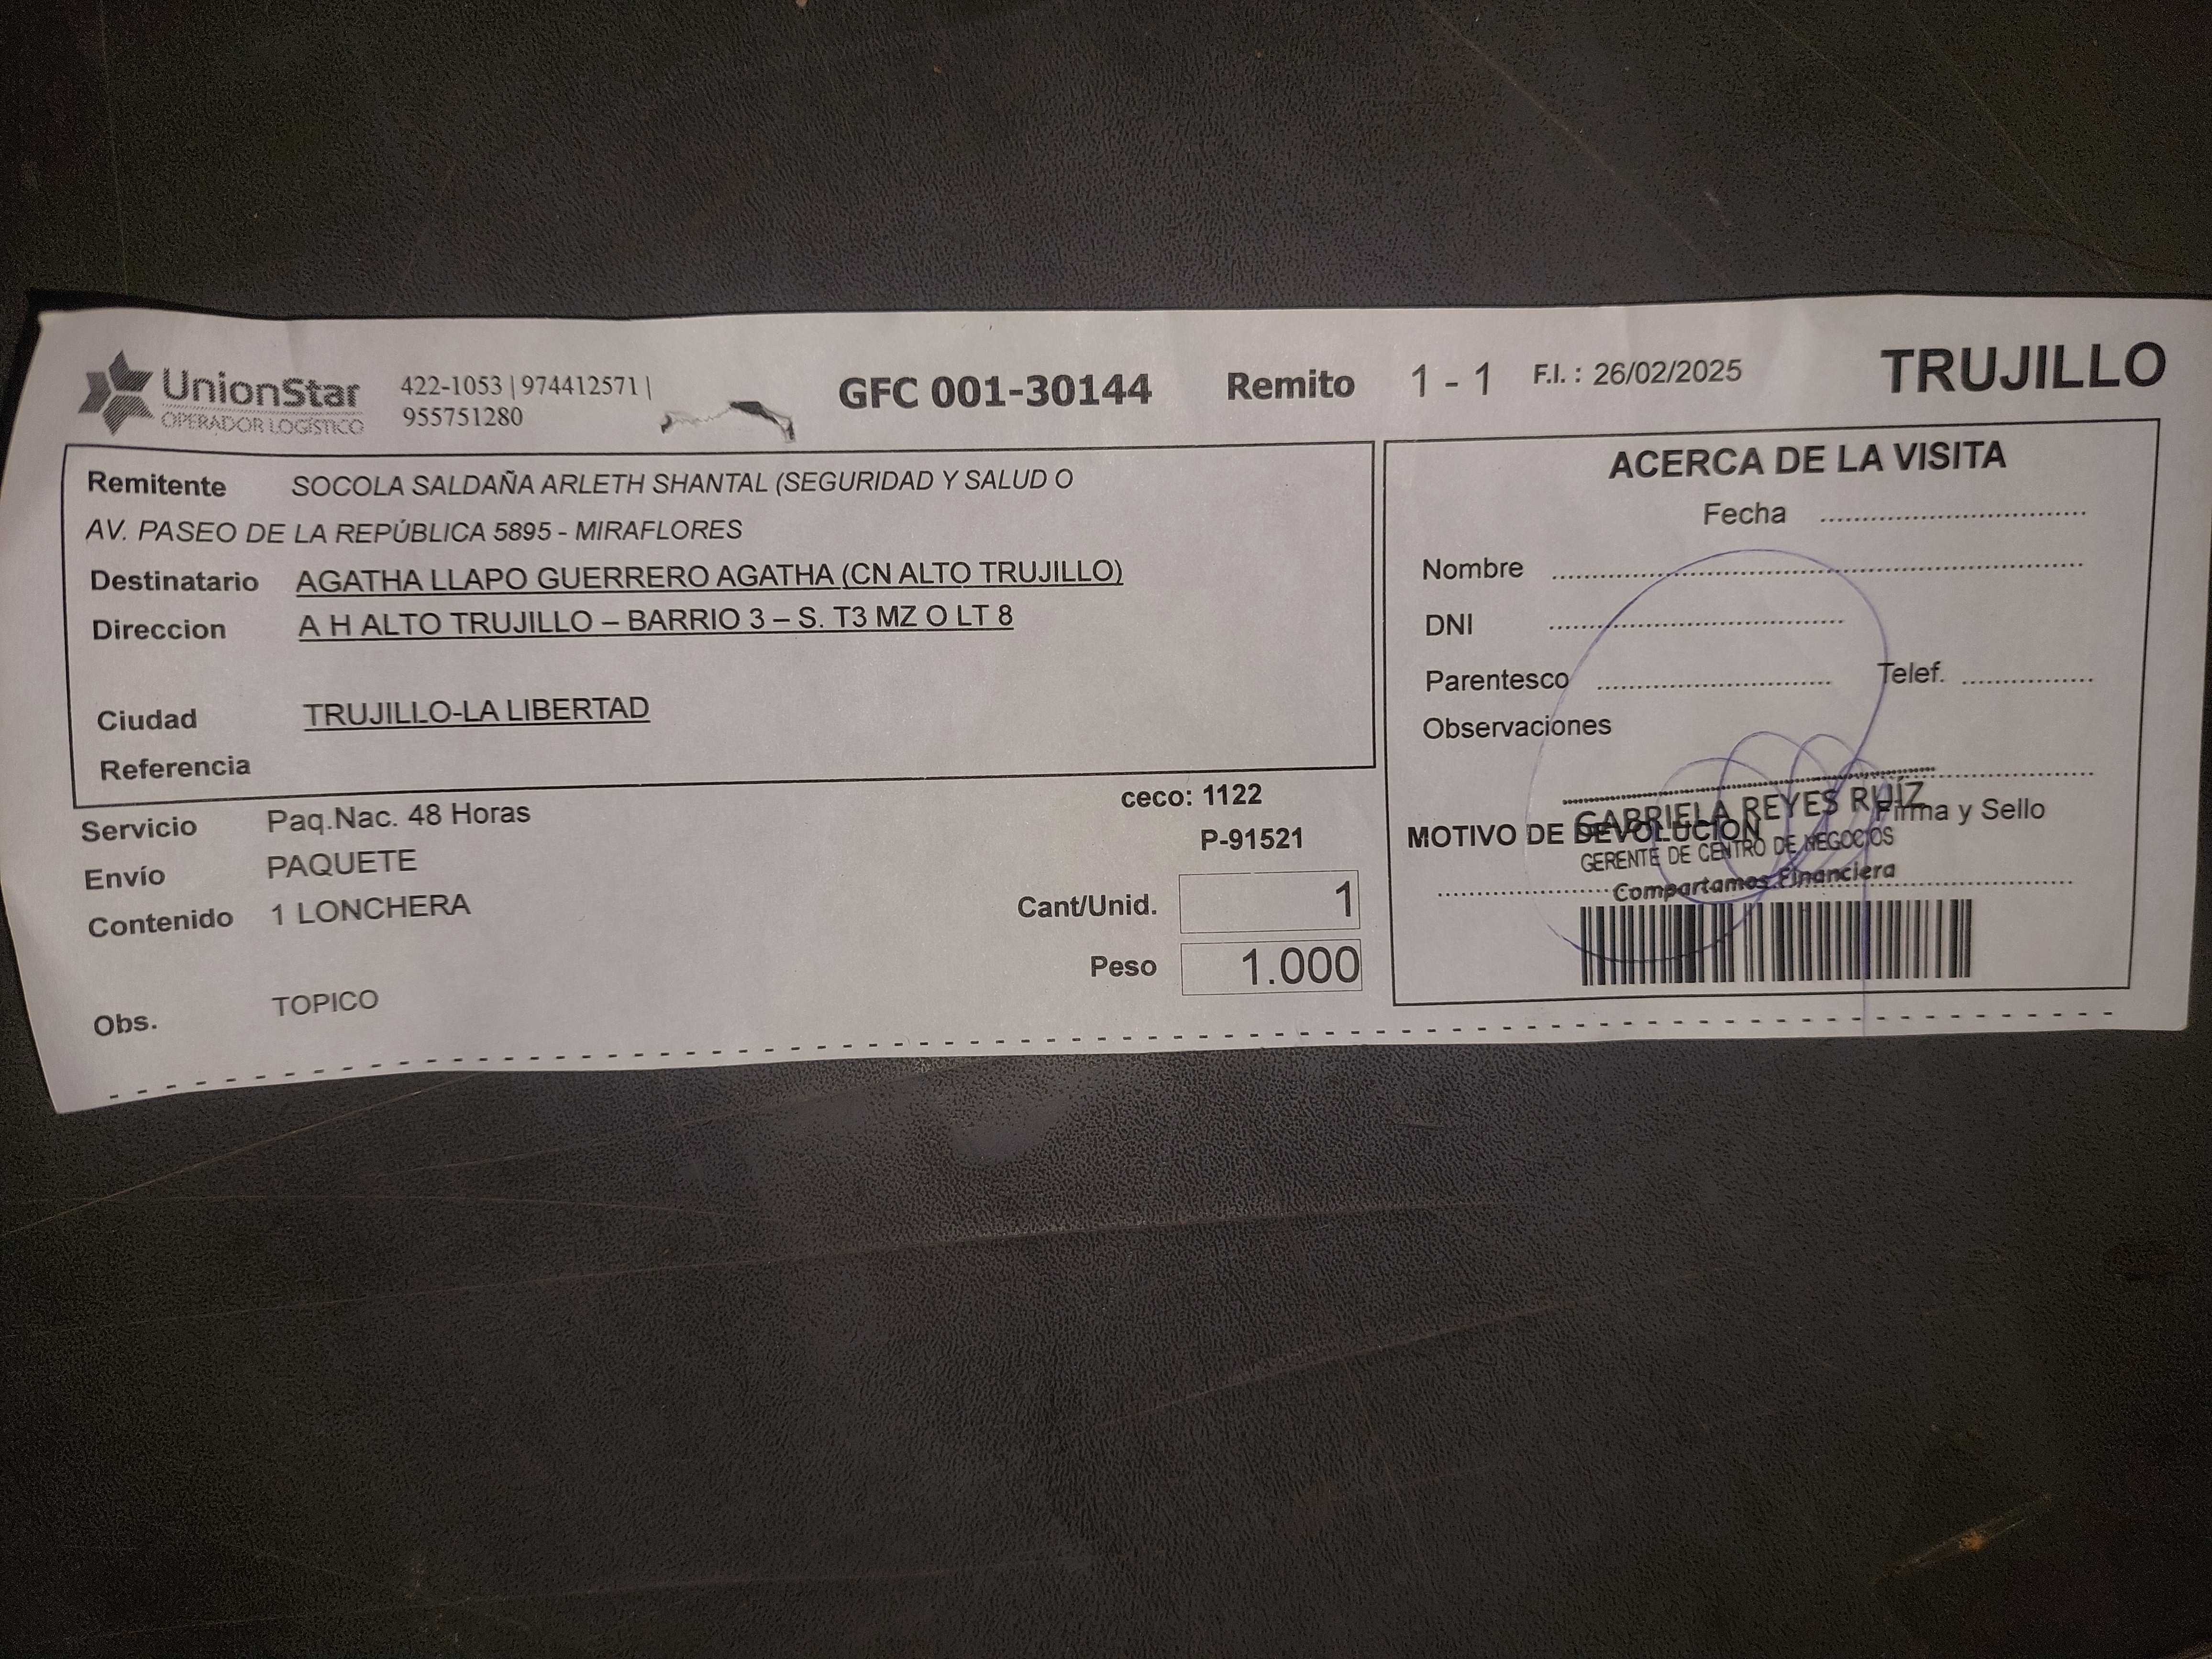 UnionStar
OPERADOR LOGÍSTICO
422-1053 | 974412571 |
955751280
GFC 001-30144 Remito 1 - 1 F.I. : 26/02/2025 TRUJILLO
Remitente SOCOLA SALDAÑA ARLETH SHANTAL (SEGURIDAD Y SALUD O
AV. PASEO DE LA REPÚBLICA 5895 - MIRAFLORES
Destinatario AGATHA LLAPO GUERRERO AGATHA (CN ALTO TRUJILLO)
Direccion A H ALTO TRUJILLO – BARRIO 3 – S. T3 MZ O LT 8
Ciudad TRUJILLO-LA LIBERTAD
Referencia
Servicio Paq.Nac. 48 Horas
Envío PAQUETE
Contenido 1 LONCHERA
Obs. TOPICO
ceco: 1122
P-91521
Cant/Unid. 1
Peso 1.000
ACERCA DE LA VISITA
Fecha
Nombre
DNI
Parentesco Telef.
Observaciones
Firma y Sello
MOTIVO DE DEVOLUCION
GABRIELA REYES RUÍZ
GERENTE DE CENTRO DE NEGOCIOS
Compartamos Financiera